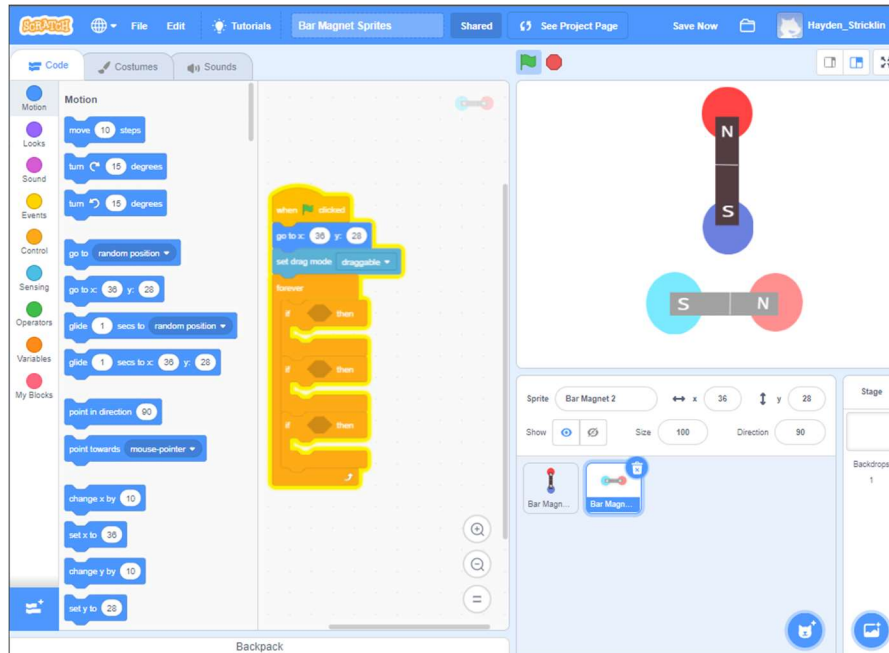 SCRATCH File Edit Tutorials Bar Magnet Sprites Shared See Project Page Save Now Hayden_Stricklin
Code Costumes Sounds
Motion
Looks
Sound
Events
Control
Sensing
Operators
Variables
My Blocks
Motion
move 10 steps
turn 15 degrees
turn 15 degrees
go to random position
go to x: 36 y: 28
glide 1 secs to random position
glide 1 secs to x: 36 y: 28
point in direction 90
point towards mouse-pointer
change x by 10
set x to 36
change y by 10
set y to 28
when clicked
go to x: 36 y: 28
set drag mode draggable
forever
if then
if then
if then
Backpack
N
S
S N
Sprite Bar Magnet 2 x 36 y 28
Show Size 100 Direction 90
Bar Magn... Bar Magn...
Stage
Backdrops
1